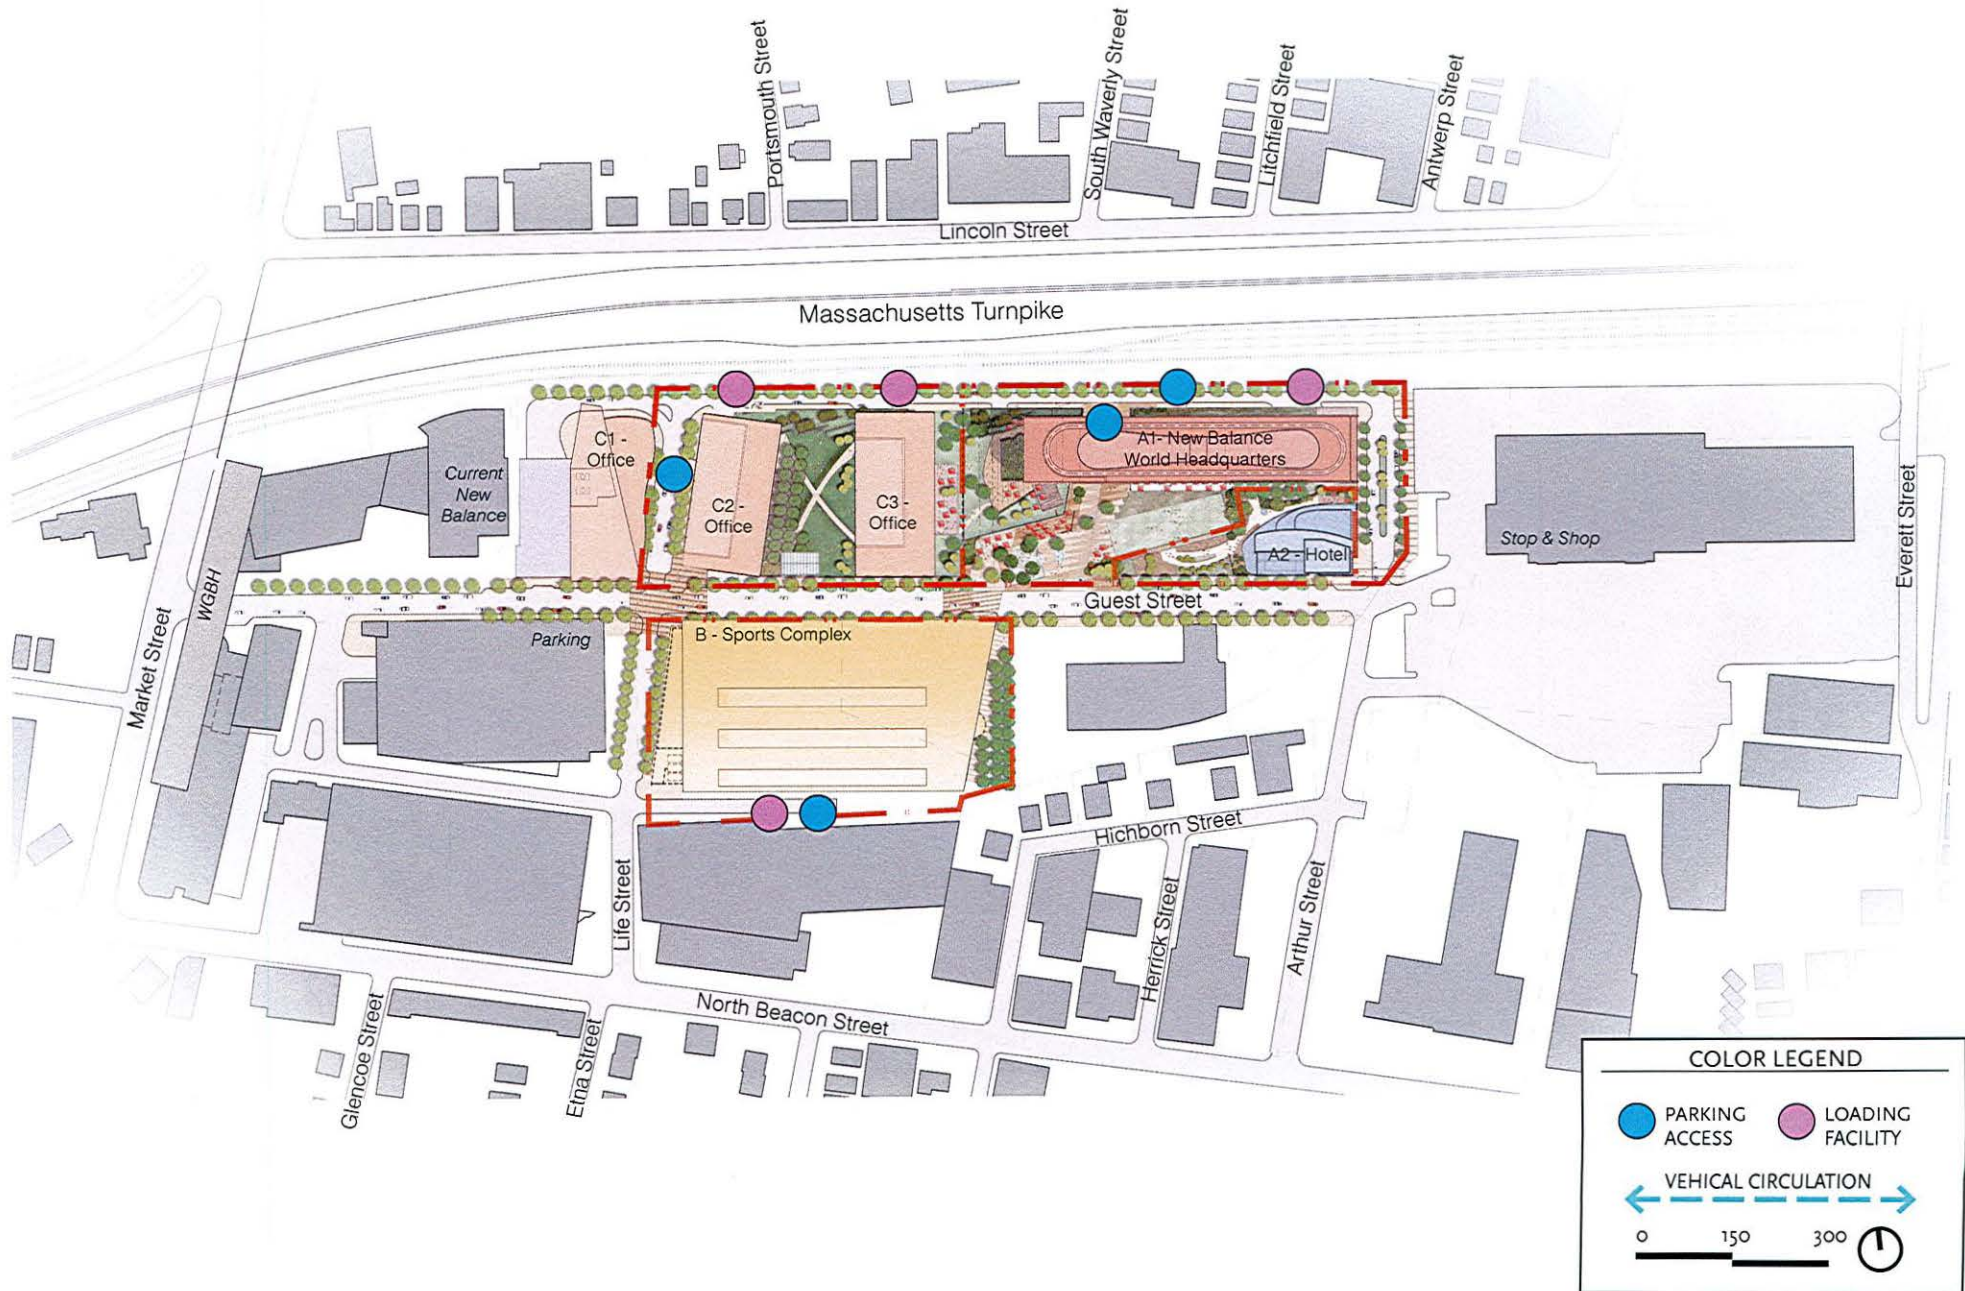 Portsmouth Street
South Waverly Street
Litchfield Street
Antwerp Street
Lincoln Street
Massachusetts Turnpike
C1 -
Office
Current
New
Balance
C2 -
Office
C3 -
Office
A1- New Balance
World Headquarters
A2 - Hotel
Stop & Shop
Everett Street
WGBH
Market Street
Guest Street
Parking
B - Sports Complex
Hichborn Street
Life Street
Herrick Street
Arthur Street
North Beacon Street
Glencoe Street
Etna Street
COLOR LEGEND
PARKING
ACCESS
LOADING
FACILITY
VEHICAL CIRCULATION
0 150 300